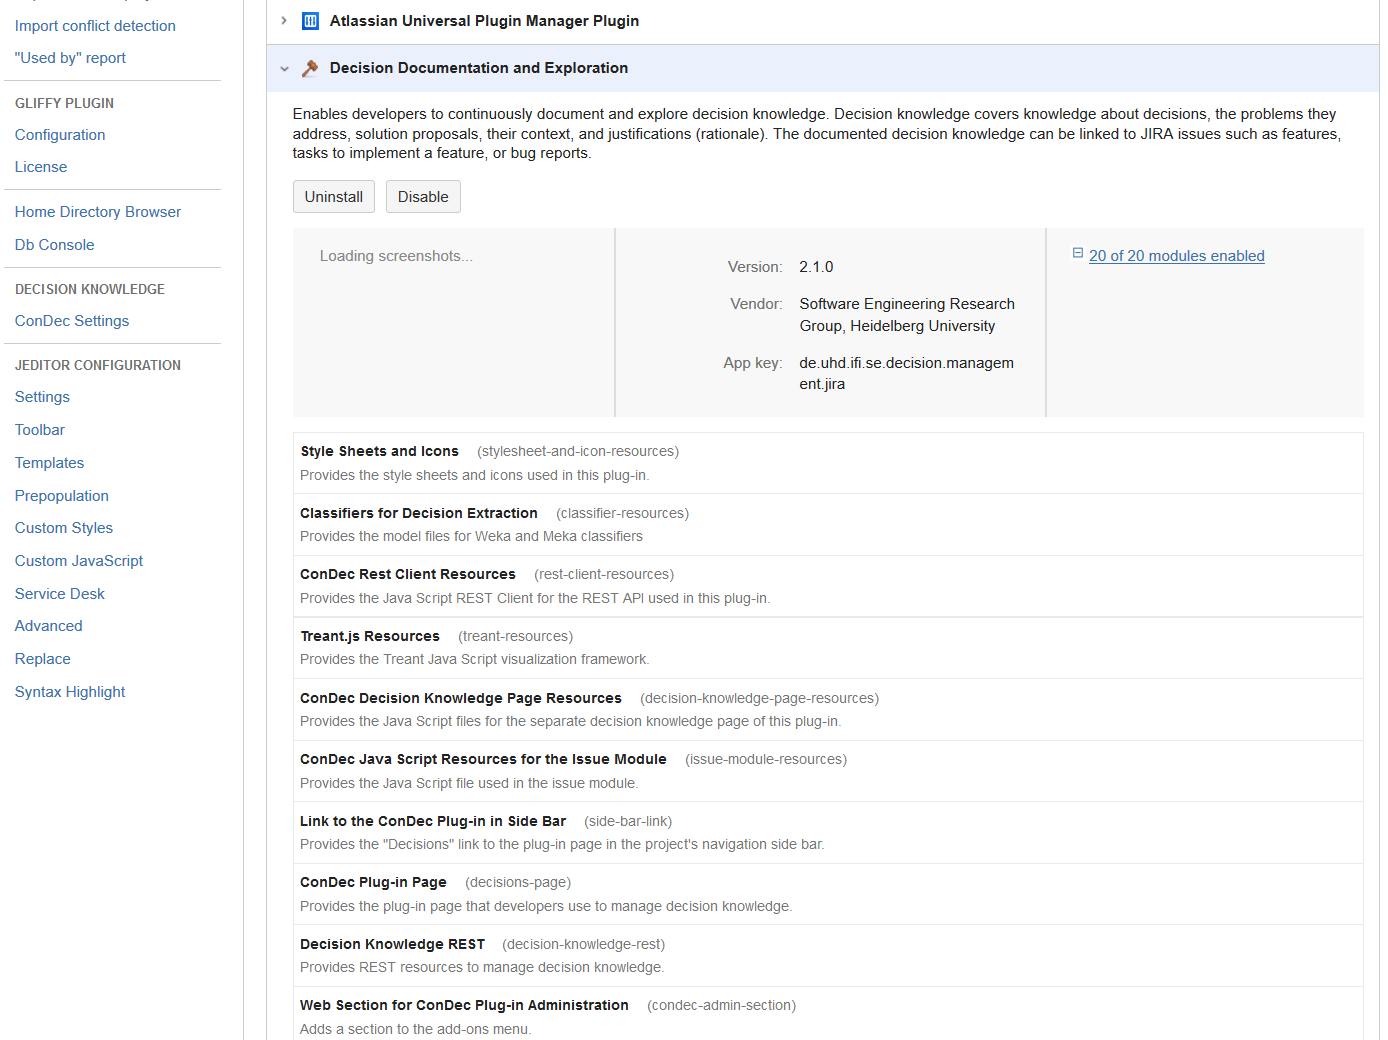 Import conflict detection
"Used by" report
GLIFFY PLUGIN
Configuration
License
Home Directory Browser
Db Console
DECISION KNOWLEDGE
ConDec Settings
JEDITOR CONFIGURATION
Settings
Toolbar
Templates
Prepopulation
Custom Styles
Custom JavaScript
Service Desk
Advanced
Replace
Syntax Highlight
Atlassian Universal Plugin Manager Plugin
Decision Documentation and Exploration
Enables developers to continuously document and explore decision knowledge. Decision knowledge covers knowledge about decisions, the problems they
address, solution proposals, their context, and justifications (rationale). The documented decision knowledge can be linked to JIRA issues such as features,
tasks to implement a feature, or bug reports.
Uninstall Disable
Loading screenshots...
Version: 2.1.0
Vendor: Software Engineering Research
Group, Heidelberg University
App key: de.uhd.ifi.se.decision.managem
ent.jira
20 of 20 modules enabled
Style Sheets and Icons (stylesheet-and-icon-resources)
Provides the style sheets and icons used in this plug-in.
Classifiers for Decision Extraction (classifier-resources)
Provides the model files for Weka and Meka classifiers
ConDec Rest Client Resources (rest-client-resources)
Provides the Java Script REST Client for the REST API used in this plug-in.
Treant.js Resources (treant-resources)
Provides the Treant Java Script visualization framework.
ConDec Decision Knowledge Page Resources (decision-knowledge-page-resources)
Provides the Java Script files for the separate decision knowledge page of this plug-in.
ConDec Java Script Resources for the Issue Module (issue-module-resources)
Provides the Java Script file used in the issue module.
Link to the ConDec Plug-in in Side Bar (side-bar-link)
Provides the "Decisions" link to the plug-in page in the project's navigation side bar.
ConDec Plug-in Page (decisions-page)
Provides the plug-in page that developers use to manage decision knowledge.
Decision Knowledge REST (decision-knowledge-rest)
Provides REST resources to manage decision knowledge.
Web Section for ConDec Plug-in Administration (condec-admin-section)
Adds a section to the add-ons menu.